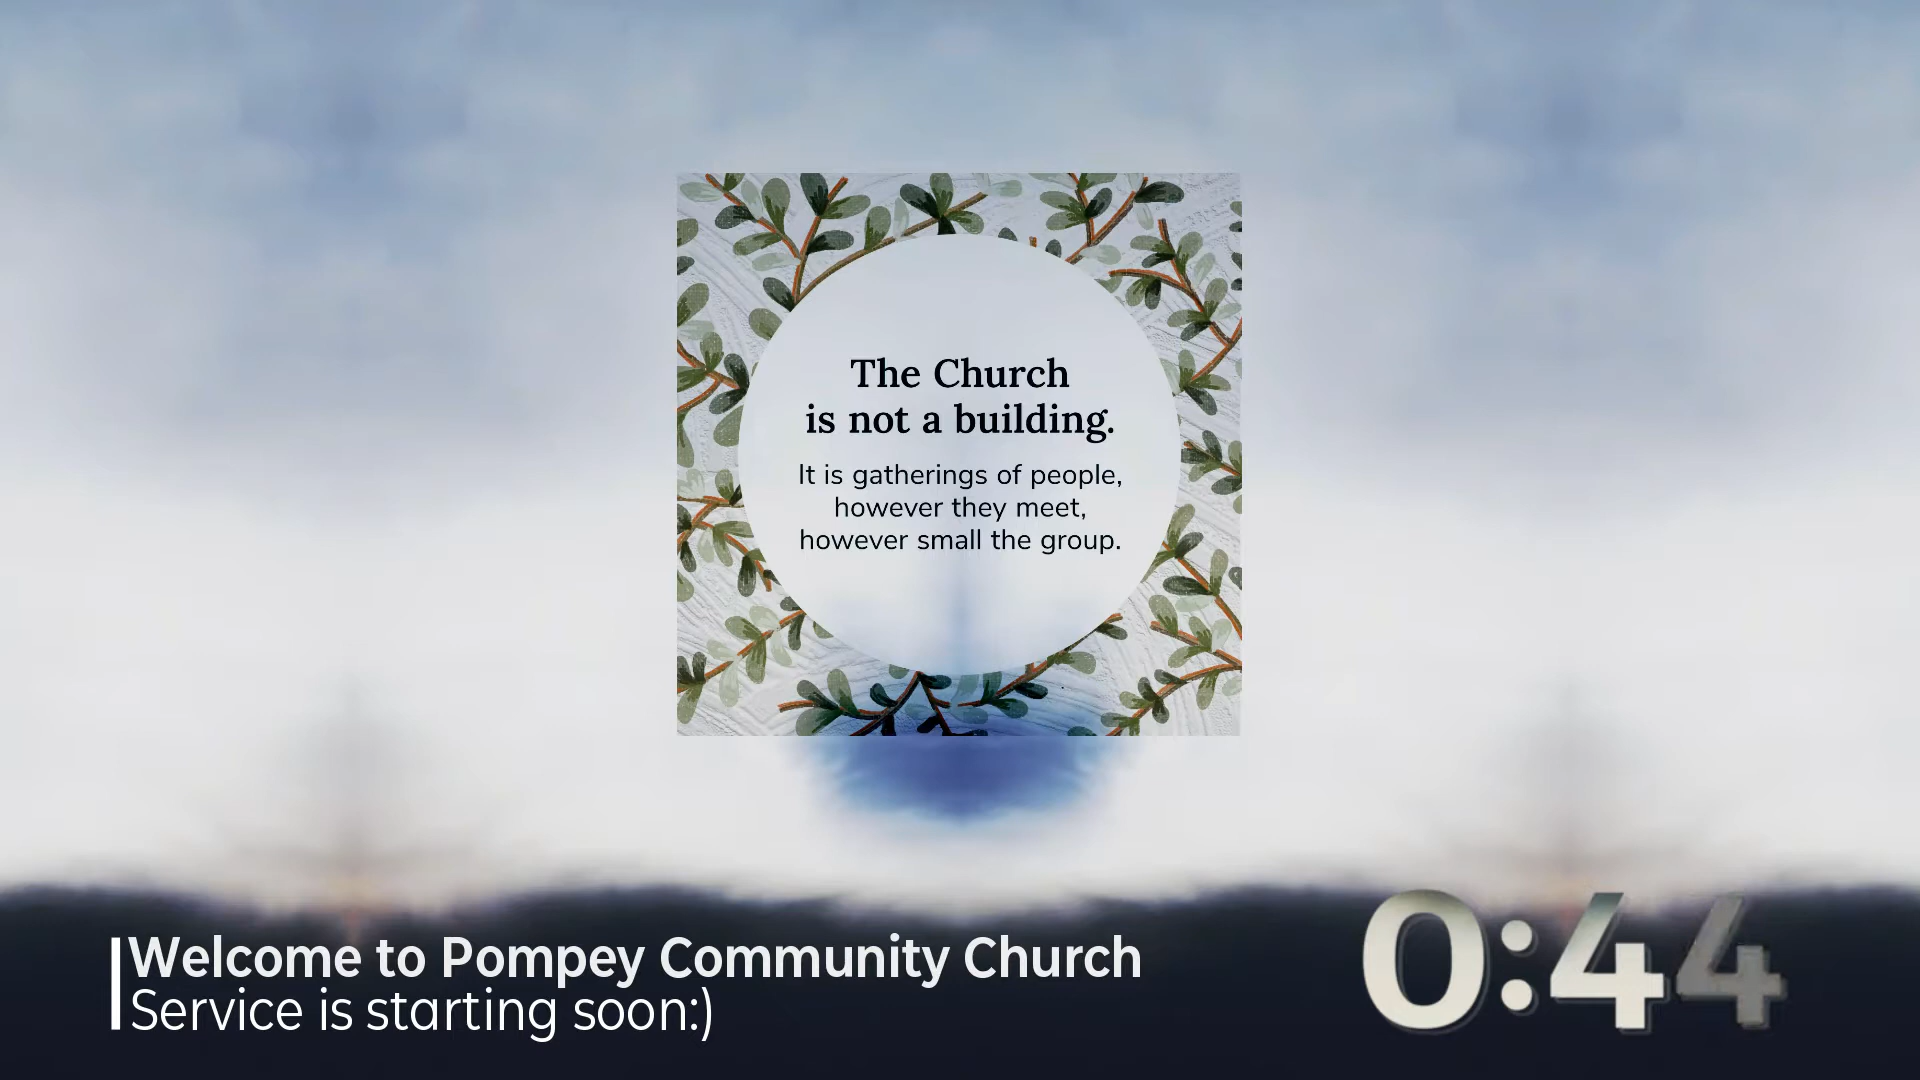 The Church
is not a building.
It is gatherings of people,
however they meet,
however small the group.
Welcome to Pompey Community Church
Service is starting soon:)
0:44